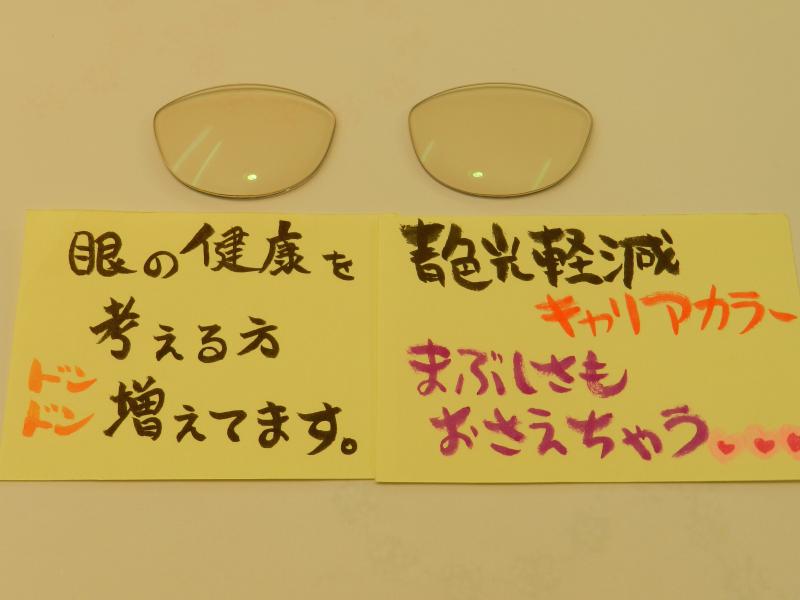 眼の健康を
考える方
ドンドン増えてます。
青色光軽減
キャリアカラー
まぶしさも
おさえちゃう